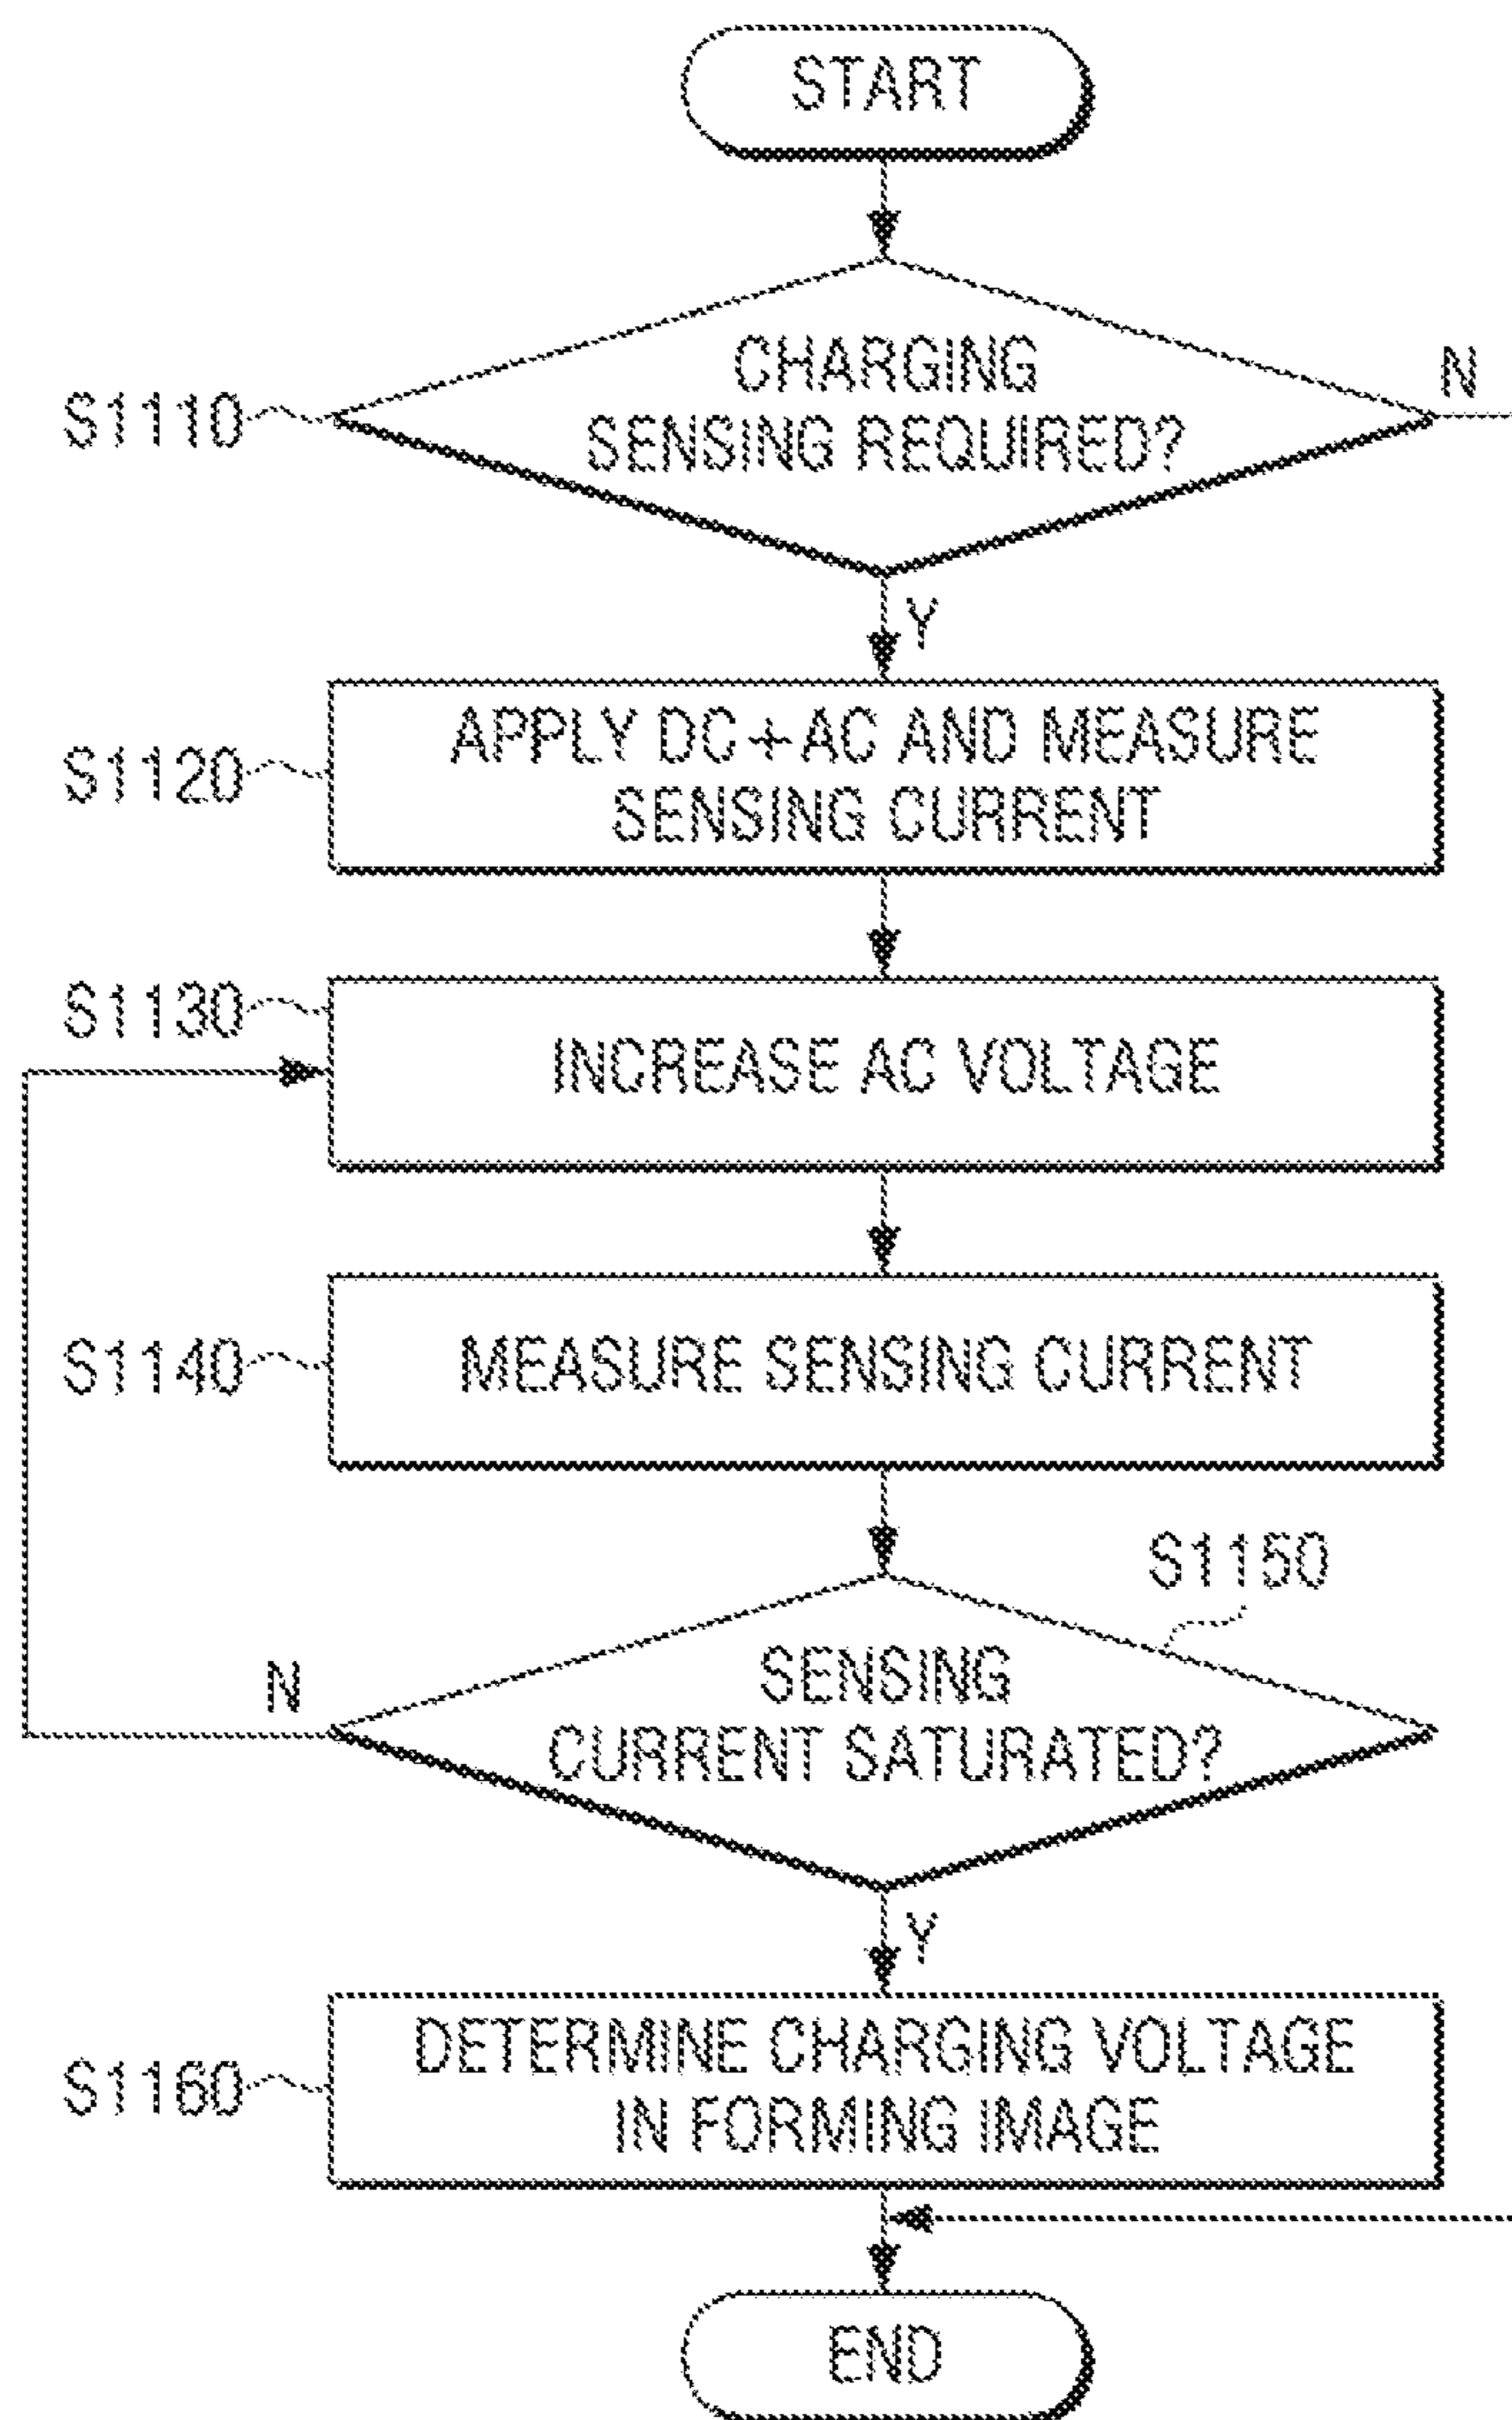 START
CHARGING
SENSING REQUIRED?
N
S1110
Y
APPLY DC+AC AND MEASURE
SENSING CURRENT
S1120
S1130
INCREASE AC VOLTAGE
S1140
MEASURE SENSING CURRENT
S1150
SENSING
CURRENT SATURATED?
N
Y
DETERMINE CHARGING VOLTAGE
IN FORMING IMAGE
S1160
END